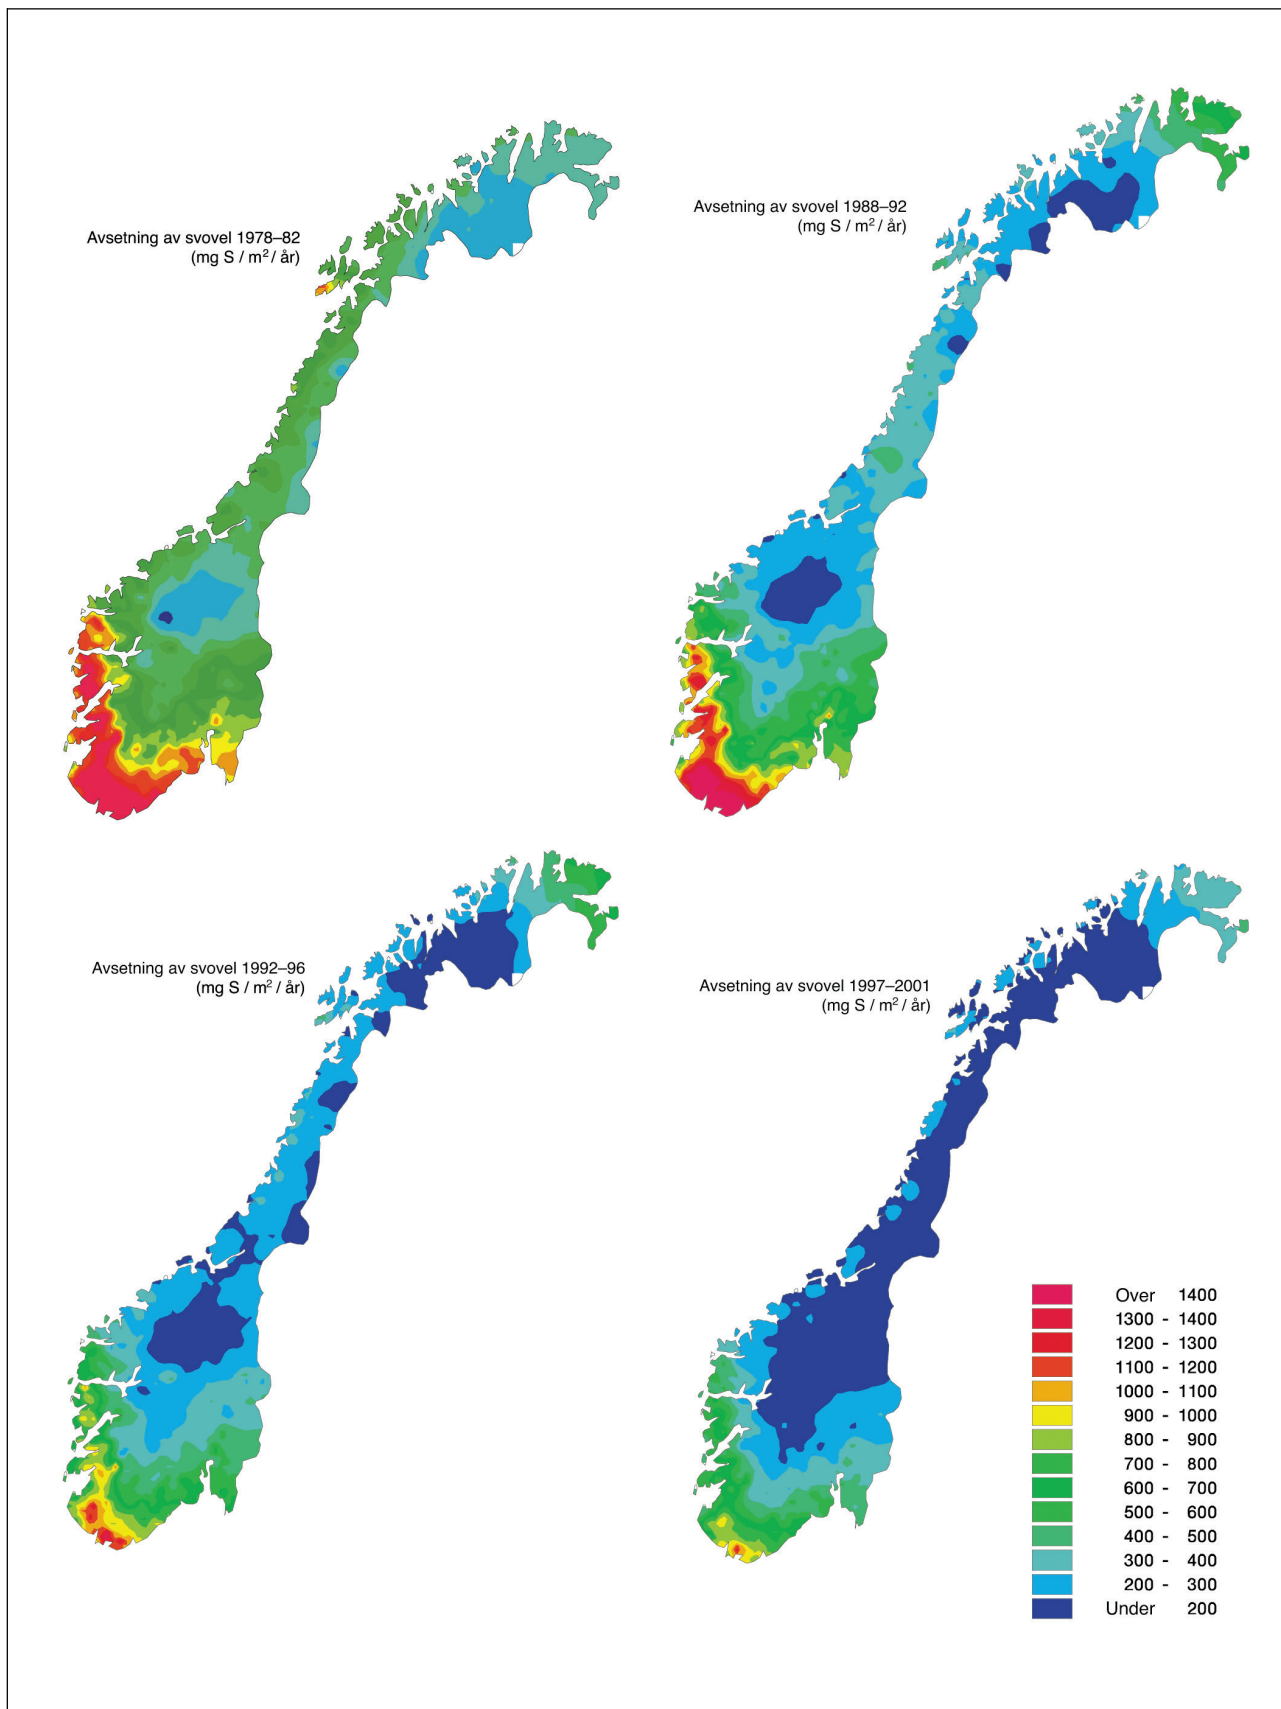 Avsetning av svovel 1978–82
(mg S / m² / år)
Avsetning av svovel 1988–92
(mg S / m² / år)
Avsetning av svovel 1992–96
(mg S / m² / år)
Avsetning av svovel 1997–2001
(mg S / m² / år)
Over 1400
1300 - 1400
1200 - 1300
1100 - 1200
1000 - 1100
900 - 1000
800 - 900
700 - 800
600 - 700
500 - 600
400 - 500
300 - 400
200 - 300
Under 200